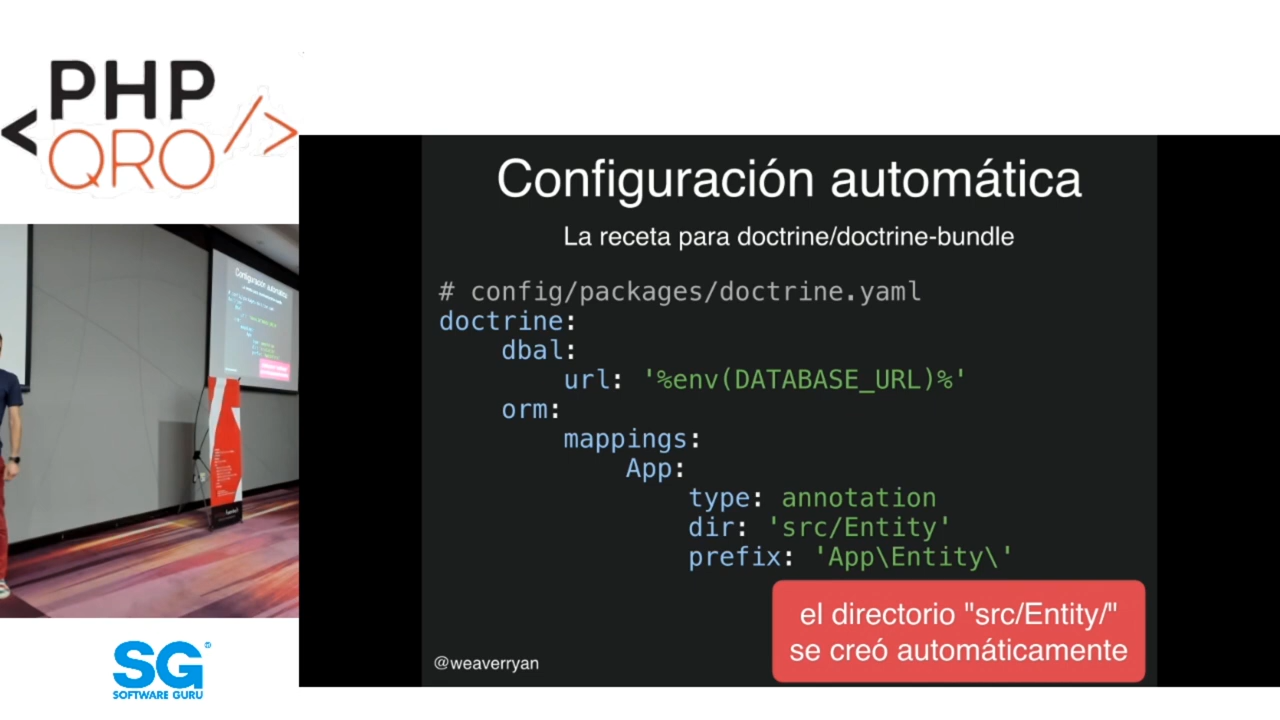 <PHP
QRO/>
Configuración automática
La receta para doctrine/doctrine-bundle
# config/packages/doctrine.yaml
doctrine:
    dbal:
        url: '%env(DATABASE_URL)%'
    orm:
        mappings:
            App:
                type: annotation
                dir: 'src/Entity'
                prefix: 'App\Entity\'
el directorio "src/Entity/"
se creó automáticamente
@weaverryan
Configuración automática
SG®
SOFTWARE GURU